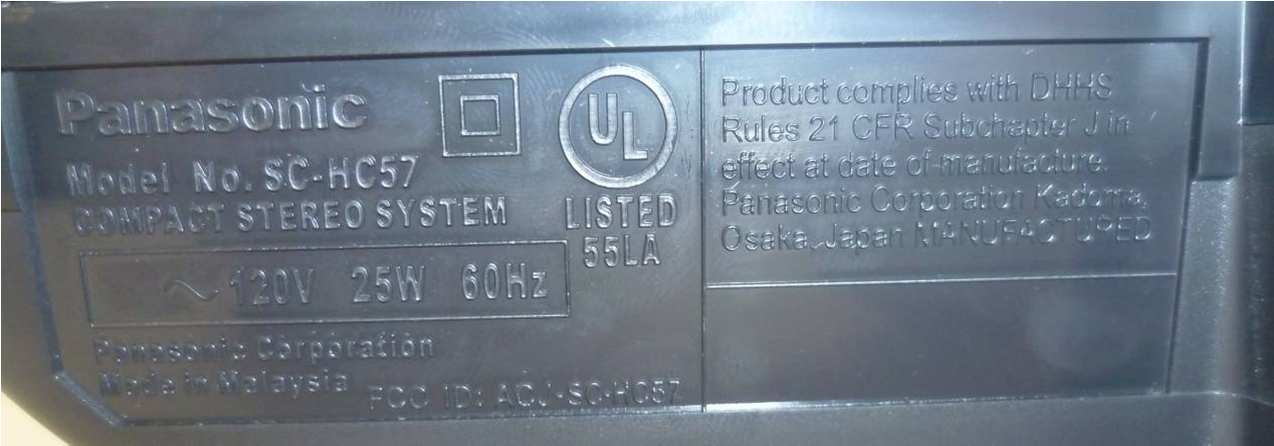 Panasonic
Model No. SC-HC57
COMPACT STEREO SYSTEM
~ 120V 25W 60Hz
Panasonic Corporation
Made in Malaysia
FCC ID: ACJ-SC-HC57
UL
LISTED
55LA
Product complies with DHHS
Rules 21 CFR Subchapter J in
effect at date of manufacture.
Panasonic Corporation Kadoma,
Osaka, Japan MANUFACTURED